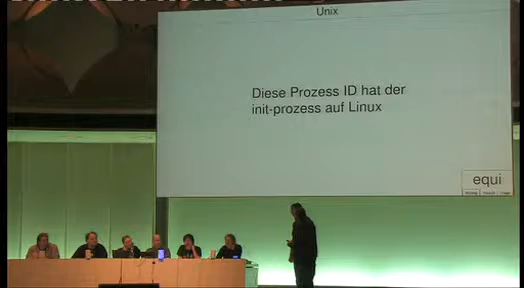 Unix
Diese Prozess ID hat der
init-prozess auf Linux
equi